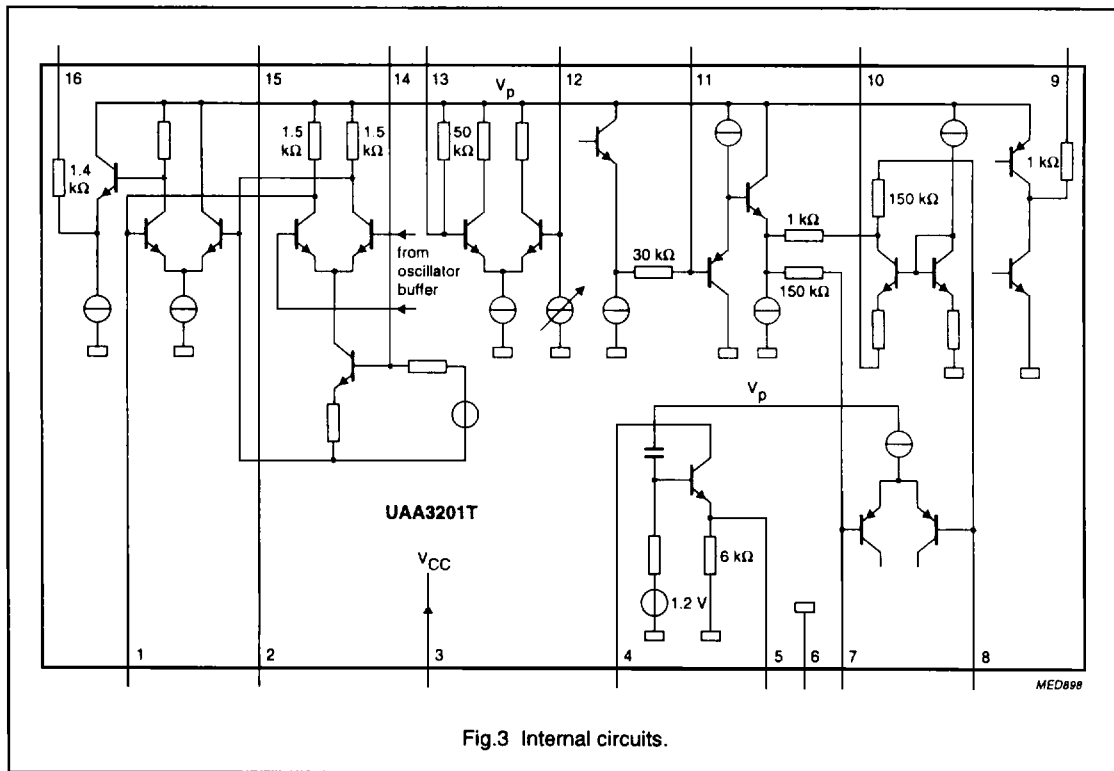 16 15 14 13 12 11 10 9
Vp
1.4 kΩ
1.5 kΩ
1.5 kΩ
50 kΩ
from oscillator buffer
30 kΩ
1 kΩ
150 kΩ
150 kΩ
1 kΩ
Vp
UAA3201T
VCC
6 kΩ
1.2 V
1 2 3 4 5 6 7 8
MED898
Fig.3 Internal circuits.